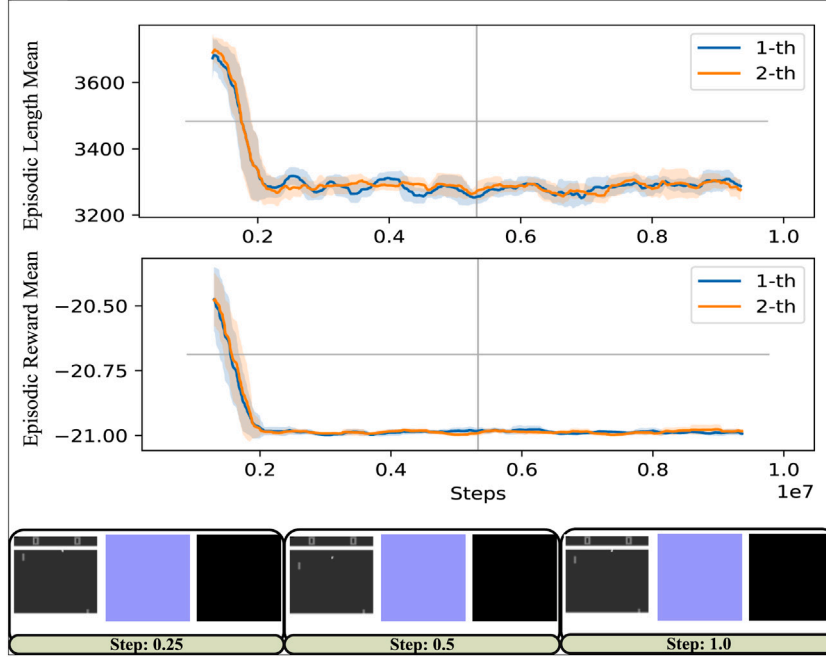 Episodic Length Mean
3600
3400
3200
1-th
2-th
0.2 0.4 0.6 0.8 1.0
Episodic Reward Mean
−20.50
−20.75
−21.00
1-th
2-th
0.2 0.4 0.6 0.8 1.0
Steps
1e7
Step: 0.25 Step: 0.5 Step: 1.0